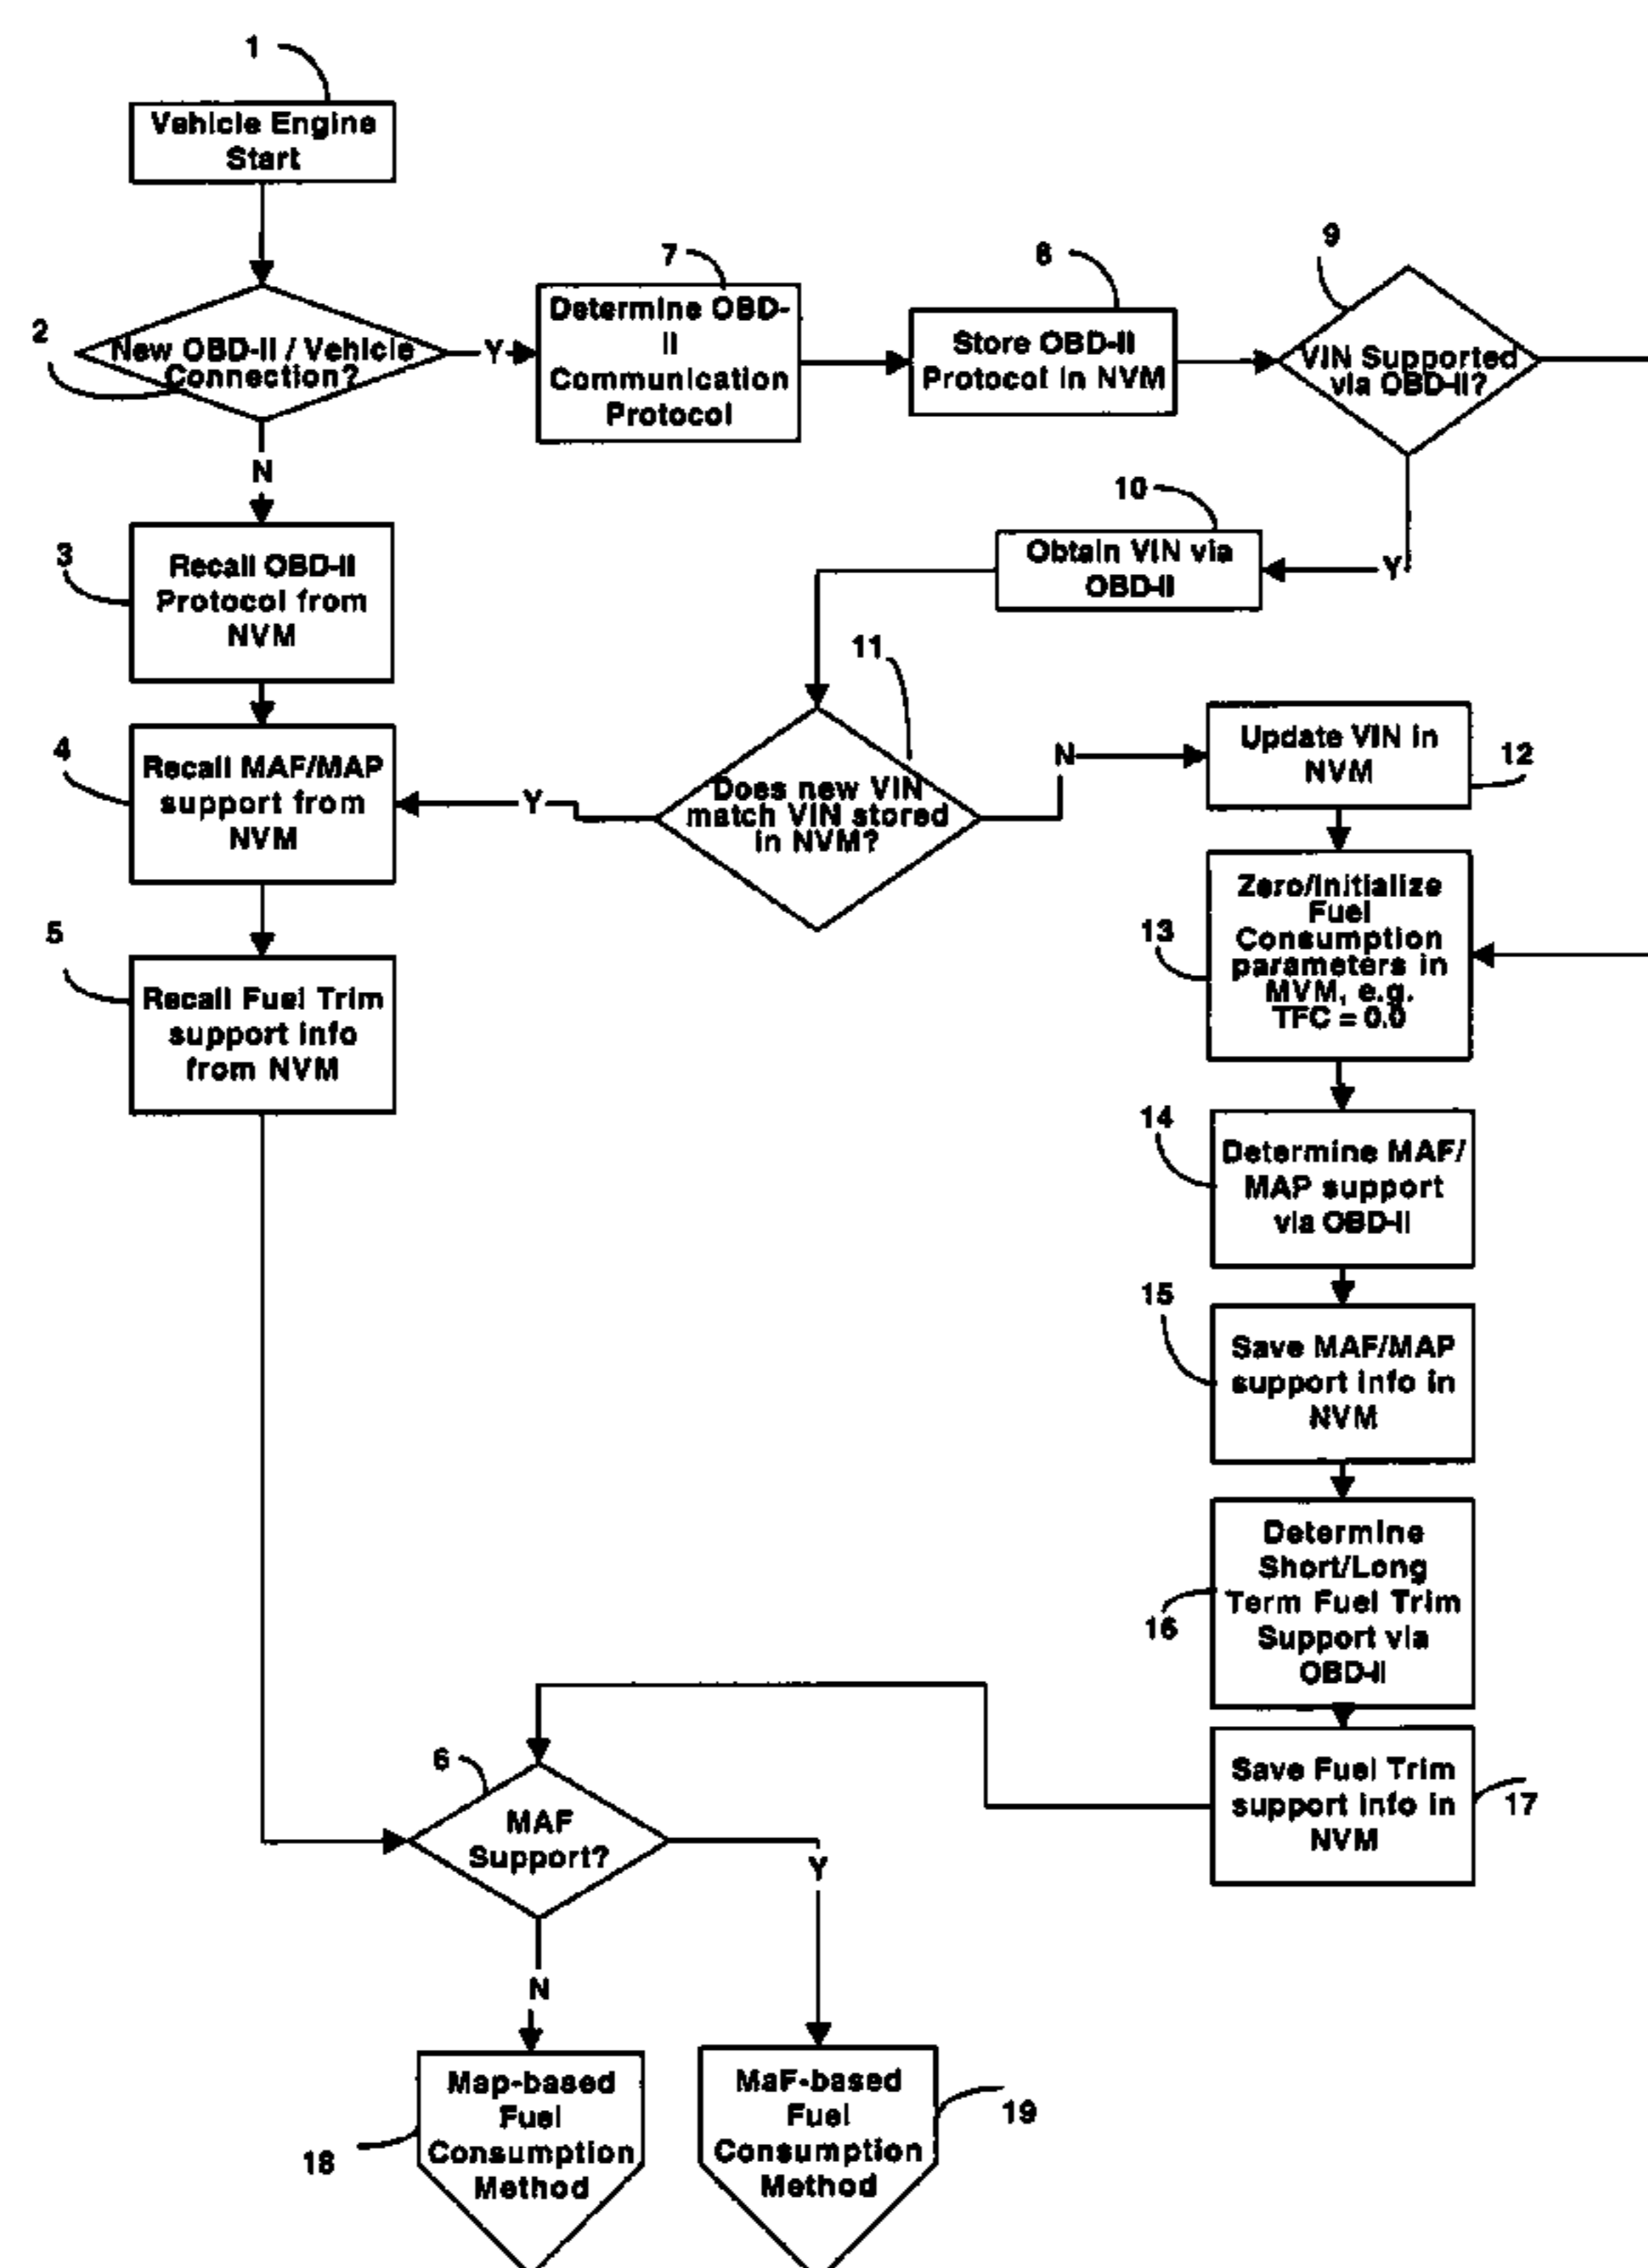 1
Vehicle Engine
Start
2
New OBD-II / Vehicle
Connection?
Y
N
7
Determine OBD-
II
Communication
Protocol
8
Store OBD-II
Protocol in NVM
9
VIN Supported
via OBD-II?
Y
10
Obtain VIN via
OBD-II
3
Recall OBD-II
Protocol from
NVM
11
Does new VIN
match VIN stored
in NVM?
Y
N
4
Recall MAF/MAP
support from
NVM
12
Update VIN in
NVM
5
Recall Fuel Trim
support info
from NVM
13
Zero/Initialize
Fuel
Consumption
parameters in
MVM, e.g.
TFC = 0.0
14
Determine MAF/
MAP support
via OBD-II
15
Save MAF/MAP
support info in
NVM
16
Determine
Short/Long
Term Fuel Trim
Support via
OBD-II
17
Save Fuel Trim
support info in
NVM
6
MAF
Support?
Y
N
18
Map-based
Fuel
Consumption
Method
19
MaF-based
Fuel
Consumption
Method